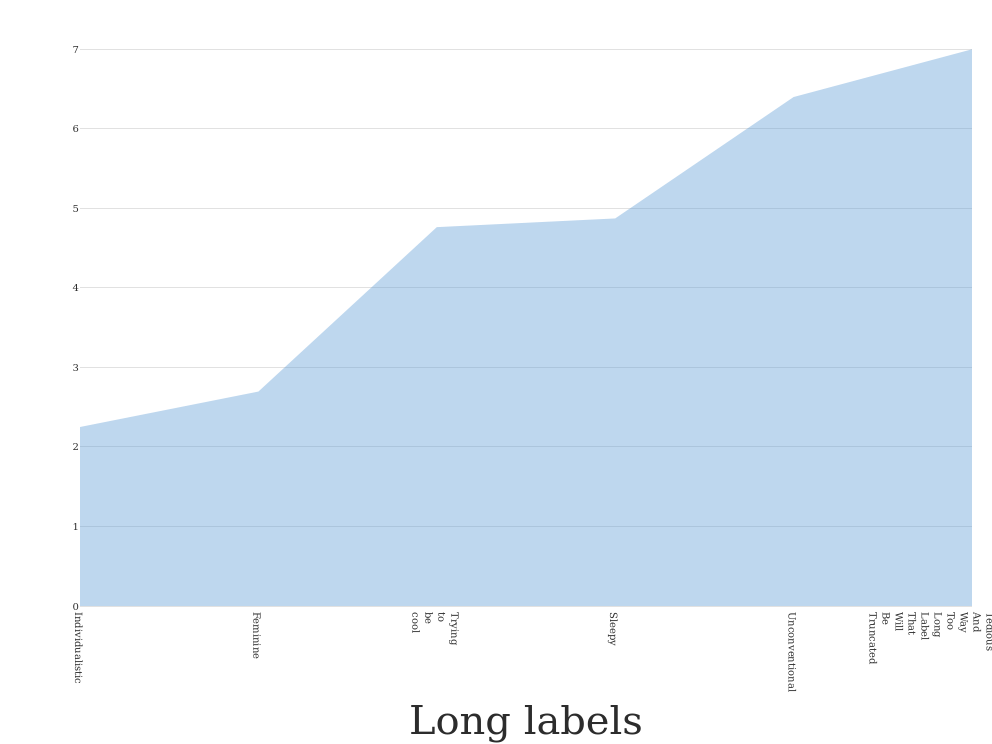 7
6
5
4
3
2
1
0
Individualistic
Feminine
Trying
to
be
cool
Sleepy
Unconventional
Tedious
And
Way
Too
Long
Label
That
Will
Be
Truncated
Long labels